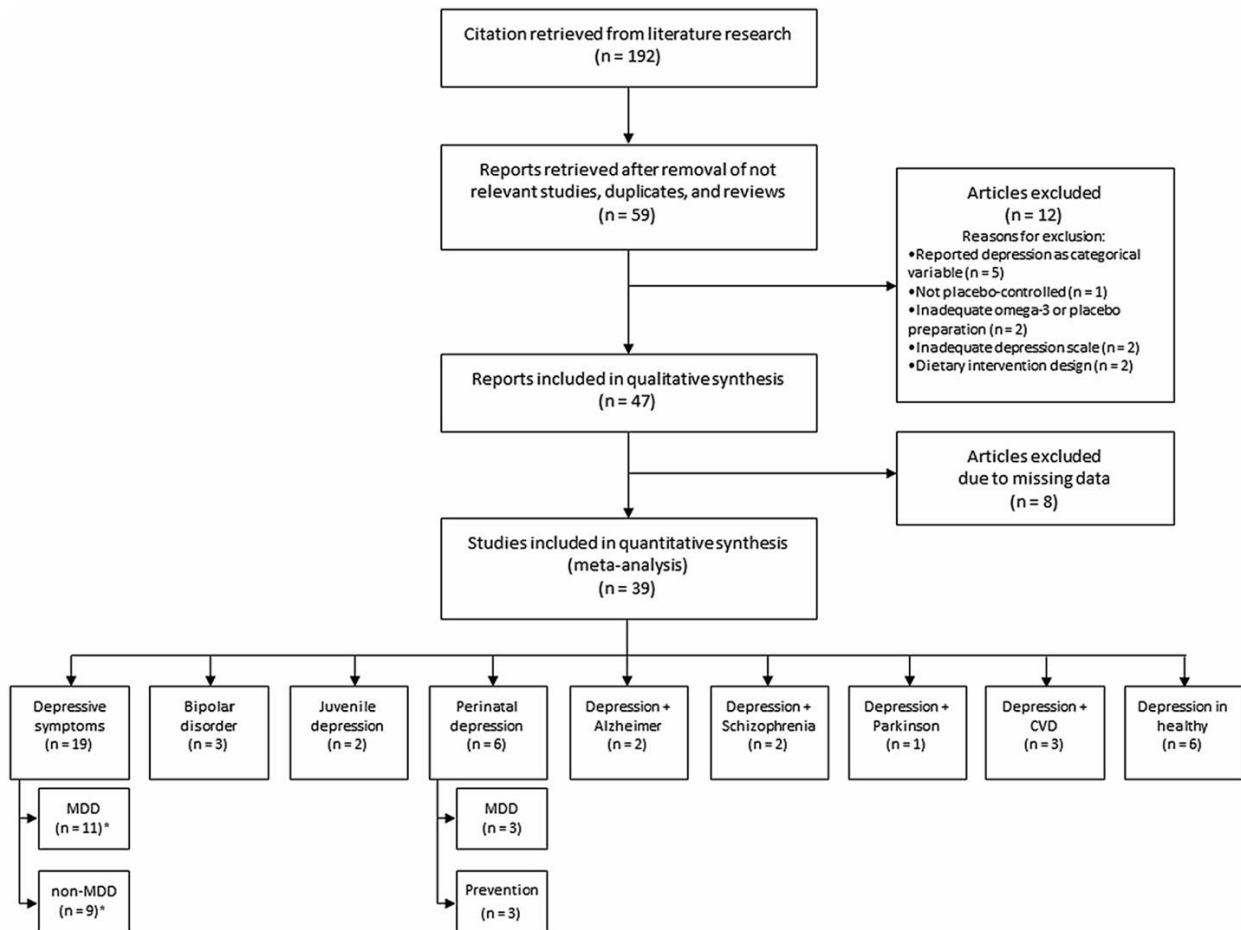 Citation retrieved from literature research
(n = 192)
Reports retrieved after removal of not
relevant studies, duplicates, and reviews
(n = 59)
Articles excluded
(n = 12)
Reasons for exclusion:
•Reported depression as categorical
variable (n = 5)
•Not placebo-controlled (n = 1)
•Inadequate omega-3 or placebo
preparation (n = 2)
•Inadequate depression scale (n = 2)
•Dietary intervention design (n = 2)
Reports included in qualitative synthesis
(n = 47)
Articles excluded
due to missing data
(n = 8)
Studies included in quantitative synthesis
(meta-analysis)
(n = 39)
Depressive
symptoms
(n = 19)
Bipolar
disorder
(n = 3)
Juvenile
depression
(n = 2)
Perinatal
depression
(n = 6)
Depression +
Alzheimer
(n = 2)
Depression +
Schizophrenia
(n = 2)
Depression +
Parkinson
(n = 1)
Depression +
CVD
(n = 3)
Depression in
healthy
(n = 6)
MDD
(n = 11)*
non-MDD
(n = 9)*
MDD
(n = 3)
Prevention
(n = 3)